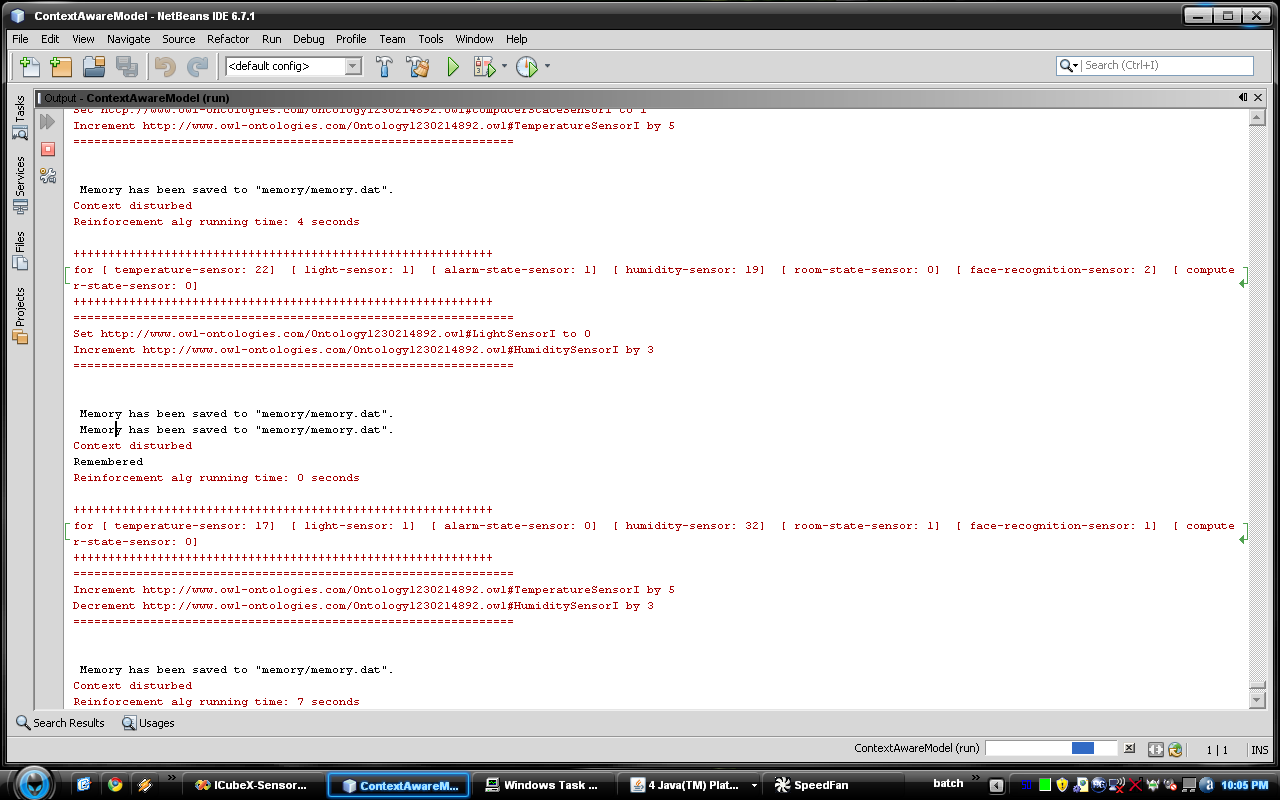 ContextAwareModel - NetBeans IDE 6.7.1
File Edit View Navigate Source Refactor Run Debug Profile Team Tools Window Help
<default config>
Search (Ctrl+I)
Output - ContextAwareModel (run)
Tasks
Services
Files
Projects
Set http://www.owl-ontologies.com/Ontology1230214892.owl#ComputerStateSensorI to 1
Increment http://www.owl-ontologies.com/Ontology1230214892.owl#TemperatureSensorI by 5
===============================================================
Memory has been saved to "memory/memory.dat".
Context disturbed
Reinforcement alg running time: 4 seconds
++++++++++++++++++++++++++++++++++++++++++++++++++++++++++++
for [ temperature-sensor: 22]  [ light-sensor: 1]  [ alarm-state-sensor: 1]  [ humidity-sensor: 19]  [ room-state-sensor: 0]  [ face-recognition-sensor: 2]  [ compute
r-state-sensor: 0]
++++++++++++++++++++++++++++++++++++++++++++++++++++++++++++
===============================================================
Set http://www.owl-ontologies.com/Ontology1230214892.owl#LightSensorI to 0
Increment http://www.owl-ontologies.com/Ontology1230214892.owl#HumiditySensorI by 3
===============================================================
Memory has been saved to "memory/memory.dat".
Memory has been saved to "memory/memory.dat".
Context disturbed
Remembered
Reinforcement alg running time: 0 seconds
++++++++++++++++++++++++++++++++++++++++++++++++++++++++++++
for [ temperature-sensor: 17]  [ light-sensor: 1]  [ alarm-state-sensor: 0]  [ humidity-sensor: 32]  [ room-state-sensor: 1]  [ face-recognition-sensor: 1]  [ compute
r-state-sensor: 0]
++++++++++++++++++++++++++++++++++++++++++++++++++++++++++++
===============================================================
Increment http://www.owl-ontologies.com/Ontology1230214892.owl#TemperatureSensorI by 5
Decrement http://www.owl-ontologies.com/Ontology1230214892.owl#HumiditySensorI by 3
===============================================================
Memory has been saved to "memory/memory.dat".
Context disturbed
Reinforcement alg running time: 7 seconds
Search Results Usages
ContextAwareModel (run) 1 | 1 INS
ICubeX-Sensor... ContextAwareM... Windows Task ... 4 Java(TM) Plat... SpeedFan batch 10:05 PM